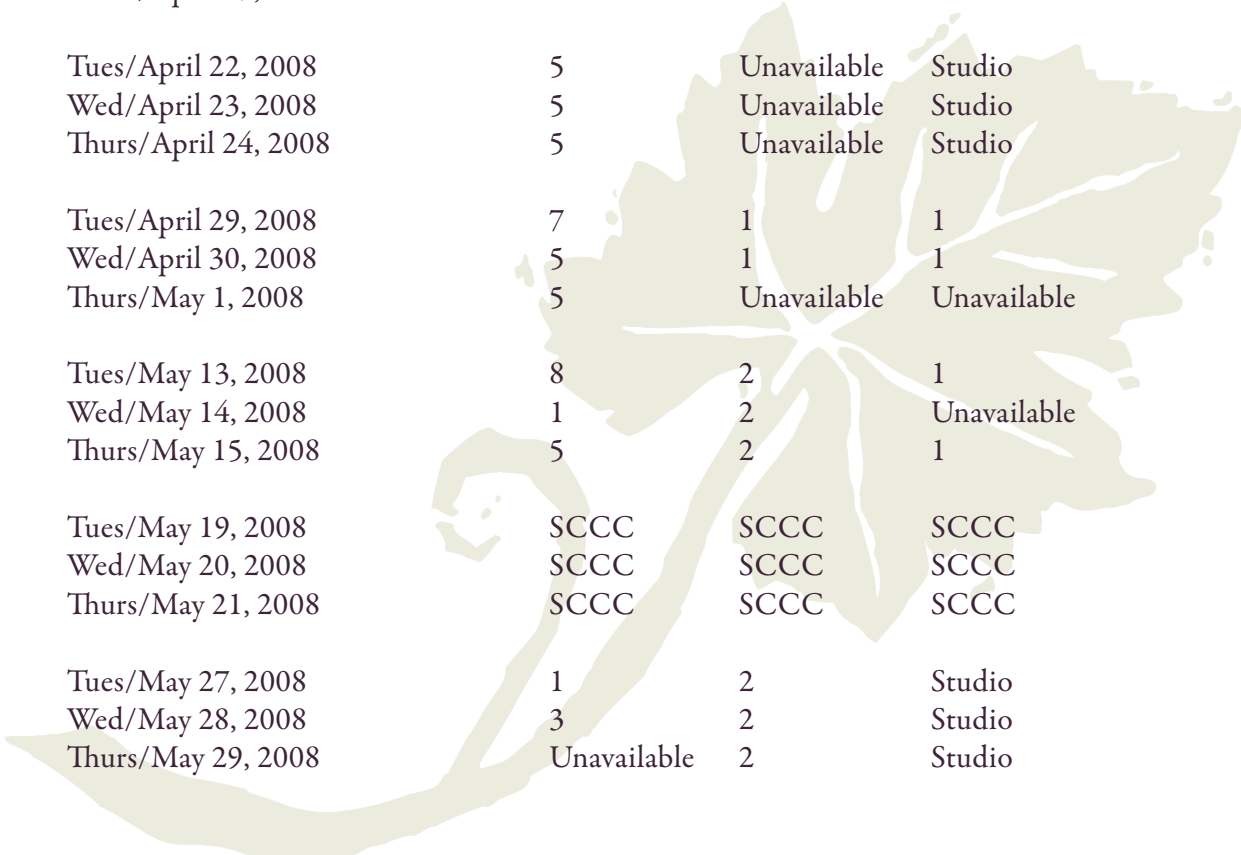 Tues/April 22, 2008 5 Unavailable Studio
Wed/April 23, 2008 5 Unavailable Studio
Thurs/April 24, 2008 5 Unavailable Studio
Tues/April 29, 2008 7 1 1
Wed/April 30, 2008 5 1 1
Thurs/May 1, 2008 5 Unavailable Unavailable
Tues/May 13, 2008 8 2 1
Wed/May 14, 2008 1 2 Unavailable
Thurs/May 15, 2008 5 2 1
Tues/May 19, 2008 SCCC SCCC SCCC
Wed/May 20, 2008 SCCC SCCC SCCC
Thurs/May 21, 2008 SCCC SCCC SCCC
Tues/May 27, 2008 1 2 Studio
Wed/May 28, 2008 3 2 Studio
Thurs/May 29, 2008 Unavailable 2 Studio